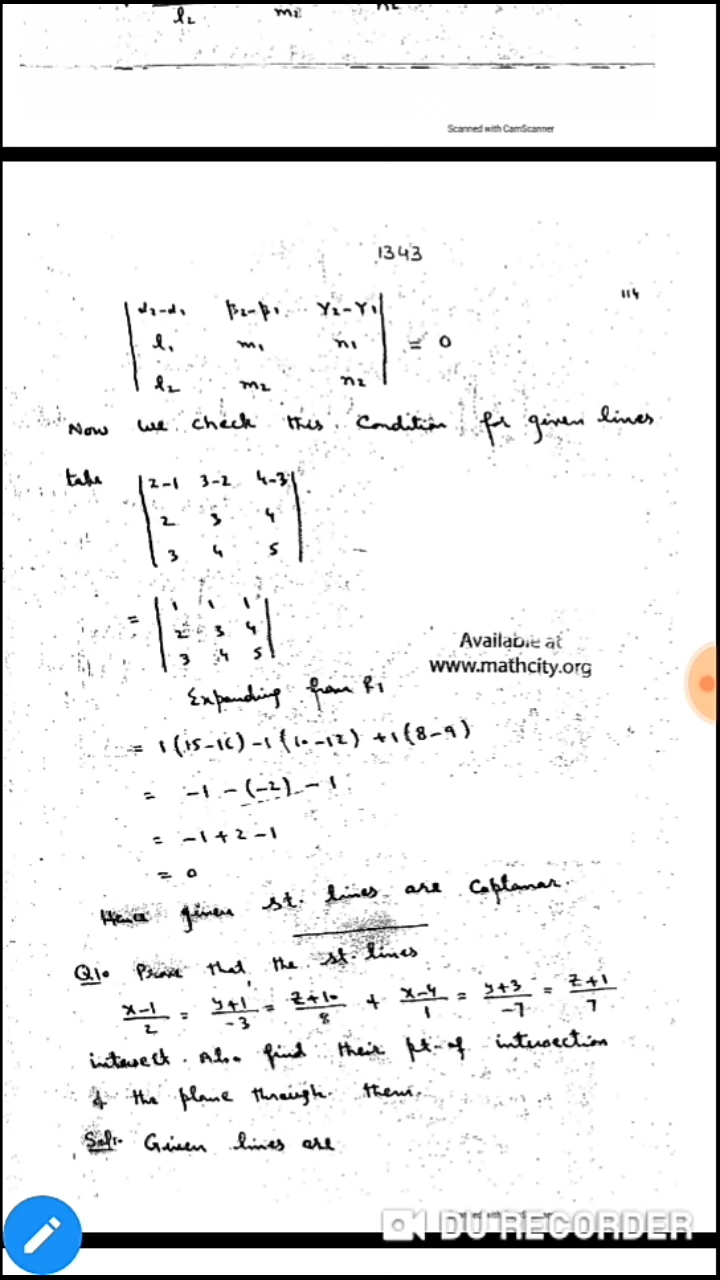 l₂ m₂ n₂
Scanned with CamScanner
1343
114
| α₂-α₁ β₂-β₁ γ₂-γ₁ |
| l₁ m₁ n₁ | = 0
| l₂ m₂ n₂ |
Now we check this Condition for given lines
take | 2-1 3-2 4-3 |
| 2 3 4 |
| 3 4 5 |
= | 1 1 1 |
| 2 3 4 |
| 3 4 5 |
Available at
www.mathcity.org
Expanding from R₁
= 1(15-16) -1(10-12) +1(8-9)
= -1 - (-2) - 1
= -1 + 2 - 1
= 0
Hence given st. lines are Coplanar.
Q10 Prove that the st. lines
x-1/2 = y+1/-3 = z+10/8 & x-4/1 = y+3/-7 = z+1/7
intersect. Also find their pt. of intersection
& the plane through them.
Sol:- Given lines are
DU RECORDER